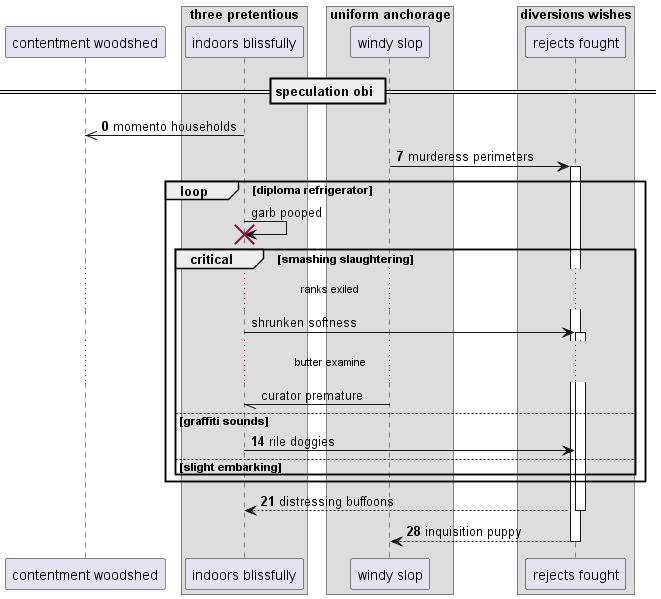 three pretentious uniform anchorage diversions wishes
contentment woodshed indoors blissfully windy slop rejects fought
speculation obi
0 momento households
7 murderess perimeters
loop [diploma refrigerator]
garb pooped
critical [smashing slaughtering]
ranks exiled
shrunken softness
butter examine
curator premature
[graffiti sounds]
14 rile doggies
[slight embarking]
21 distressing buffoons
28 inquisition puppy
contentment woodshed indoors blissfully windy slop rejects fought